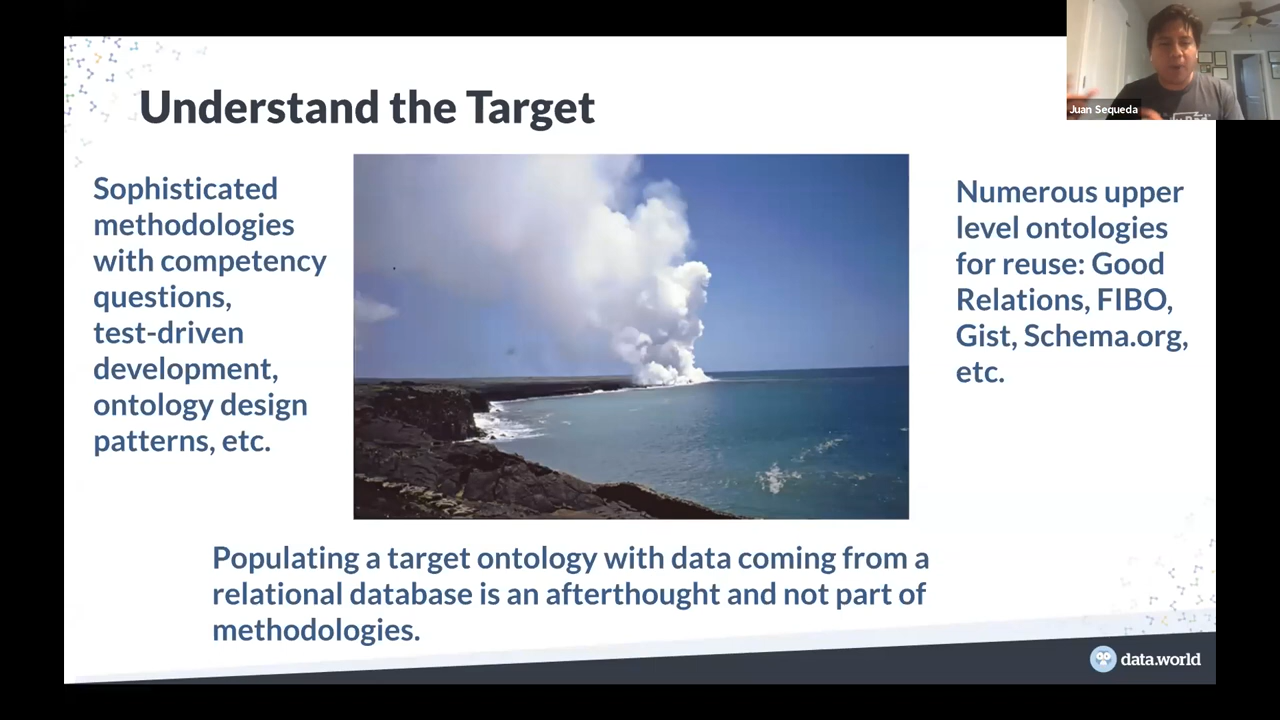 Understand the Target
Juan Sequeda
Sophisticated
methodologies
with competency
questions,
test-driven
development,
ontology design
patterns, etc.
Numerous upper
level ontologies
for reuse: Good
Relations, FIBO,
Gist, Schema.org,
etc.
Populating a target ontology with data coming from a
relational database is an afterthought and not part of
methodologies.
data.world